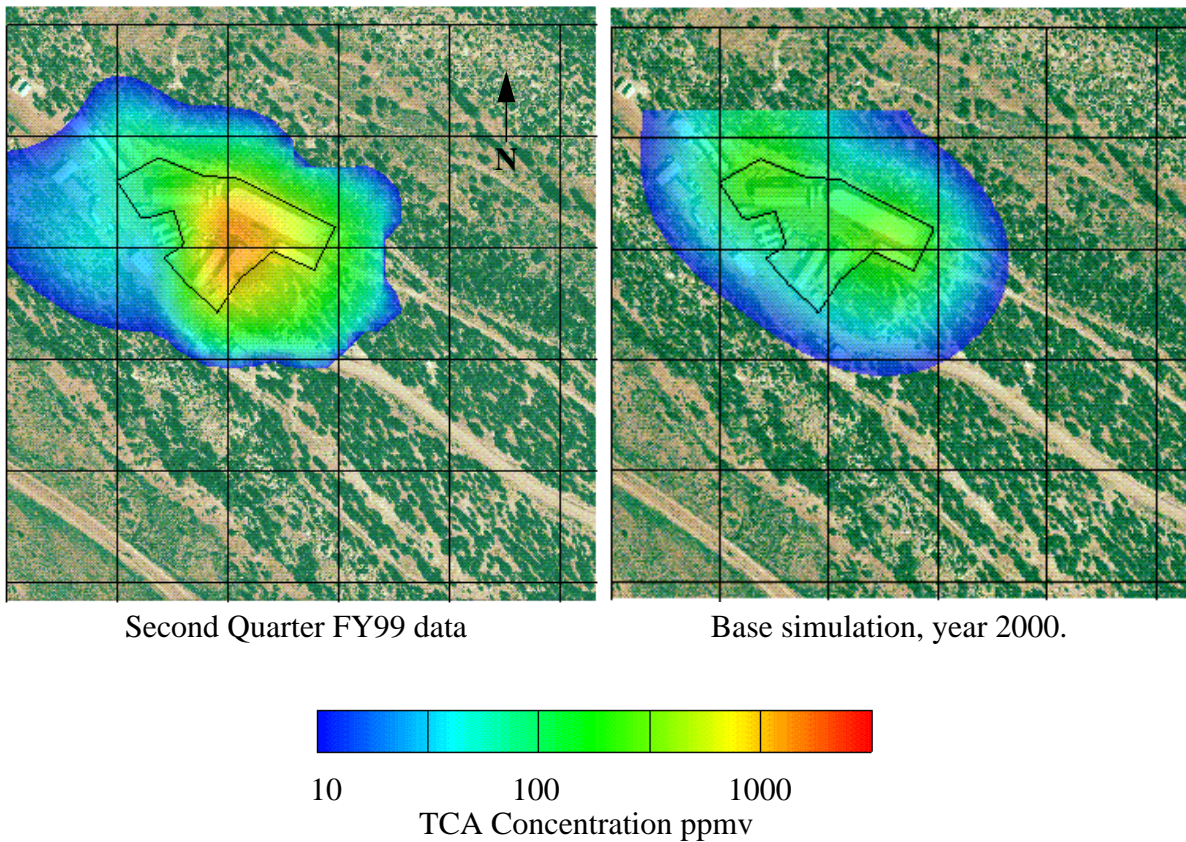 N
Second Quarter FY99 data
Base simulation, year 2000.
10 100 1000
TCA Concentration ppmv